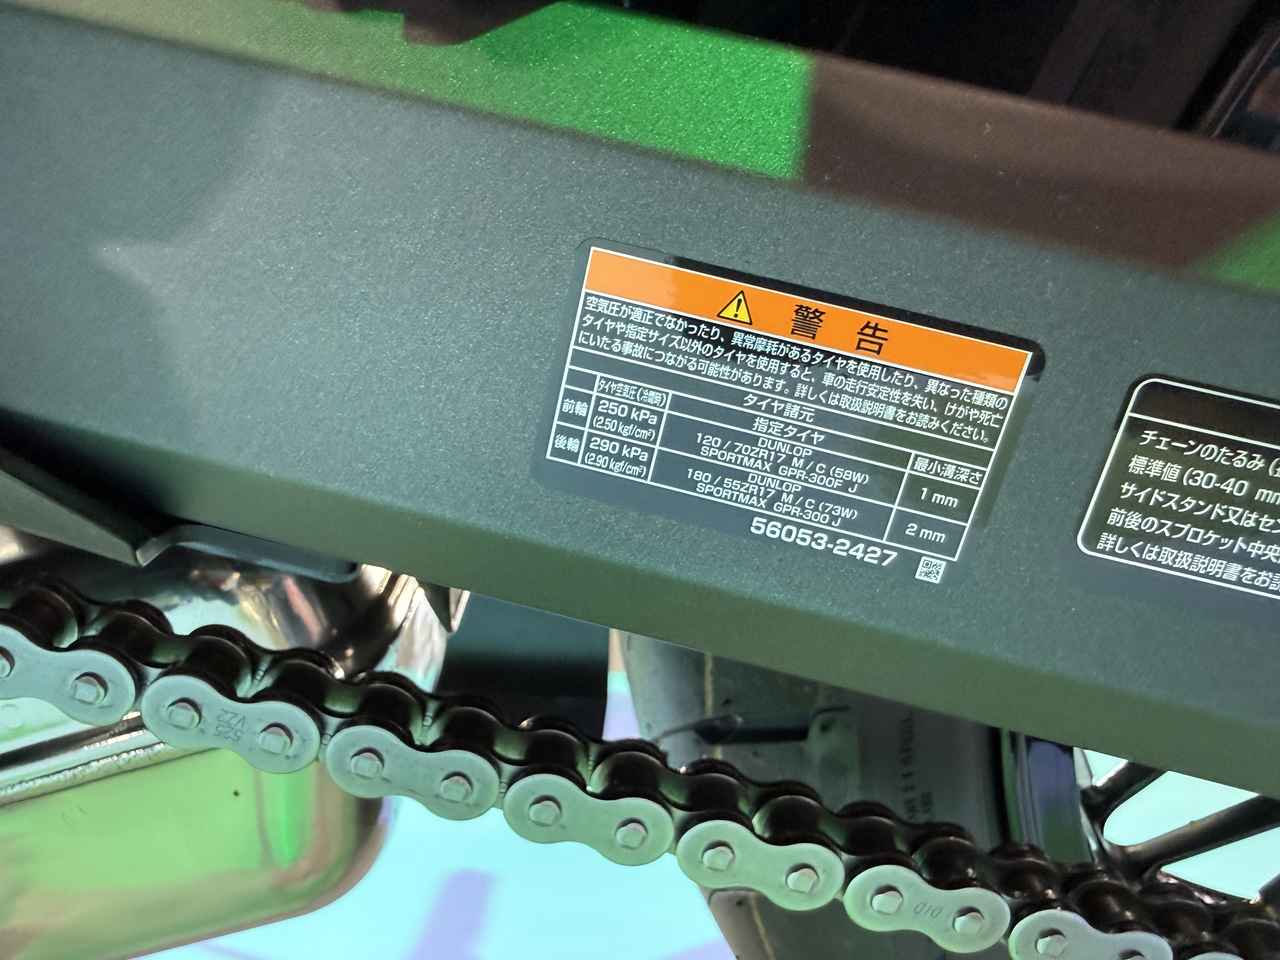 警告
空気圧が適正でなかったり、異常摩耗があるタイヤを使用したり、異なった種類の
タイヤや指定サイズ以外のタイヤを使用すると、車の走行安定性を失い、けがや死亡
にいたる事故につながる可能性があります。詳しくは取扱説明書をお読みください。
タイヤ空気圧(冷間時)
タイヤ諸元
指定タイヤ
最小溝深さ
前輪
250 kPa
(2.50 kgf/cm²)
DUNLOP
120/70ZR17 M/C (58W)
SPORTMAX GPR-300F J
1 mm
後輪
290 kPa
(2.90 kgf/cm²)
DUNLOP
180/55ZR17 M/C (73W)
SPORTMAX GPR-300 J
2 mm
56053-2427
チェーンのたるみ
標準値 (30-40 mm
サイドスタンド又はセン
前後のスプロケット中央
詳しくは取扱説明書をお読
525
VZ3